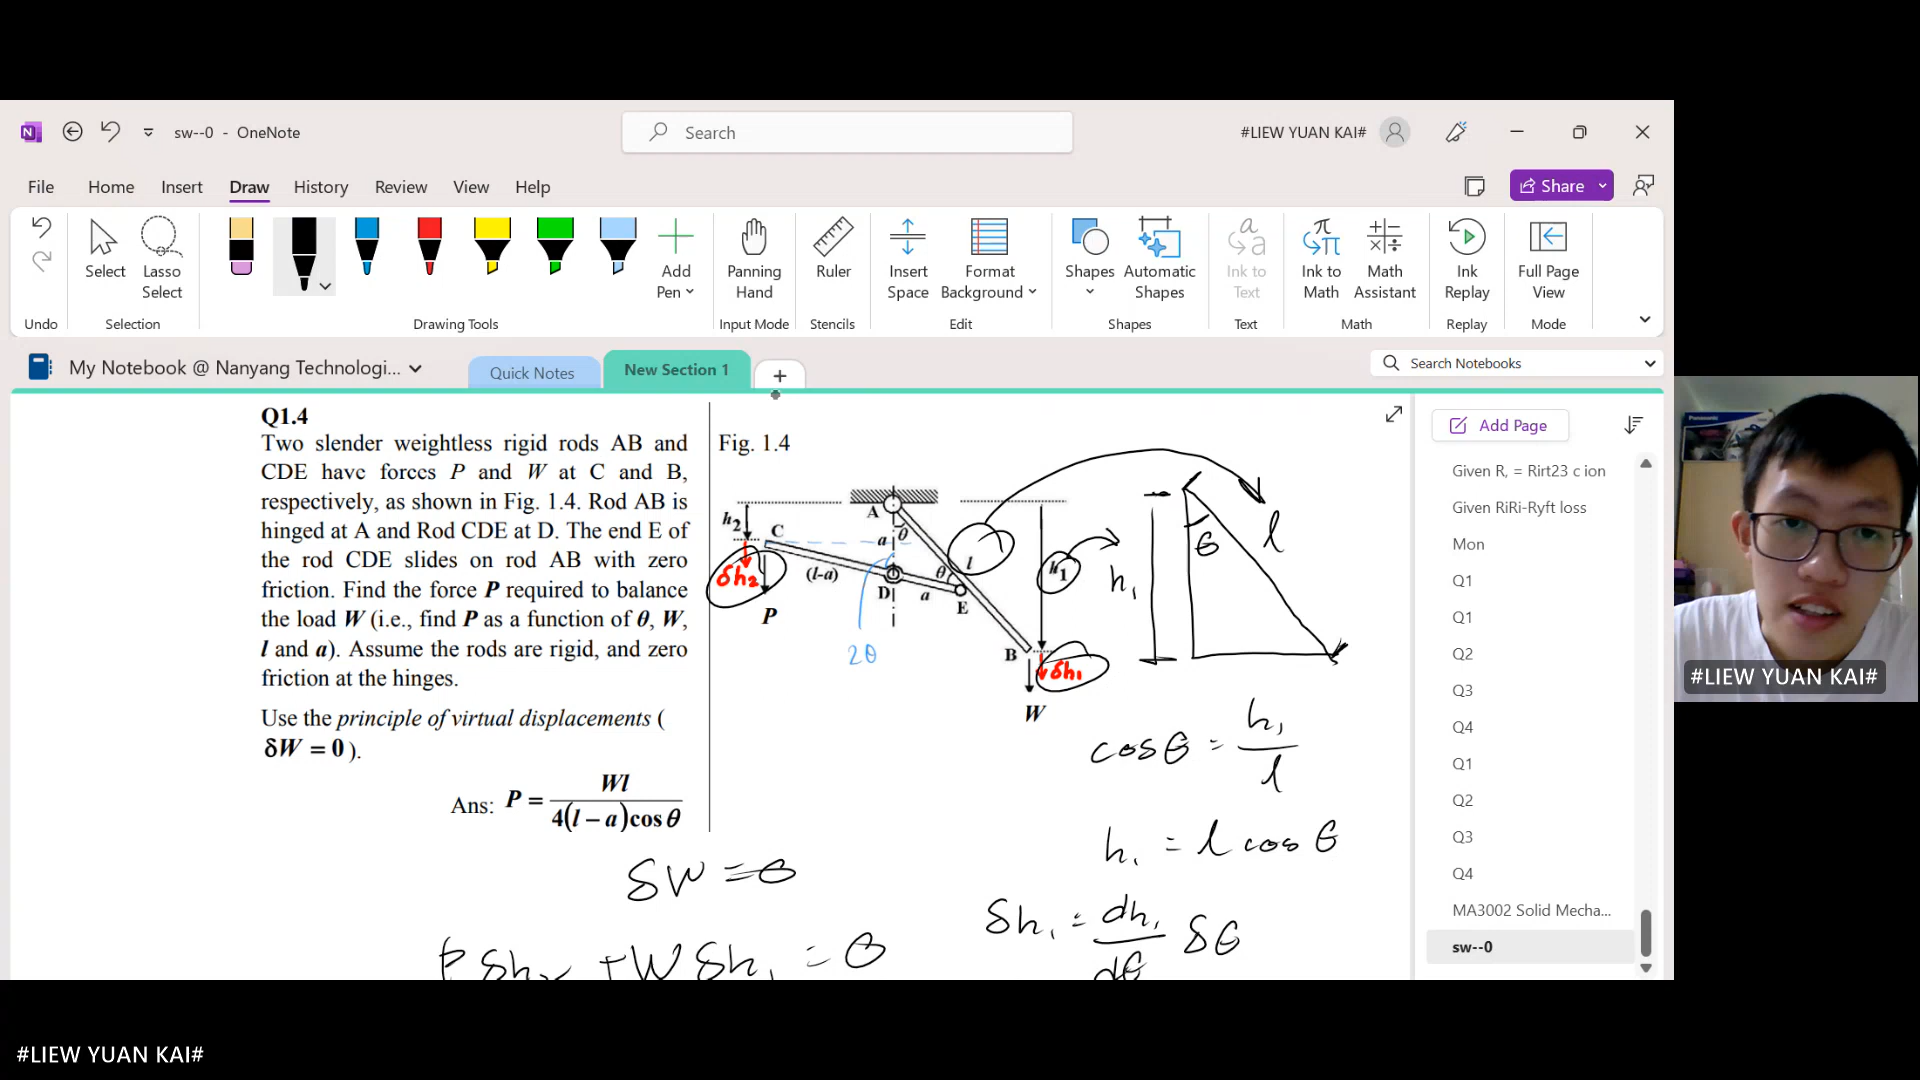 sw--0 - OneNote
Search
#LIEW YUAN KAI#
File Home Insert Draw History Review View Help
Share
Select
Lasso Select
Add Pen
Panning Hand
Ruler
Insert Space
Format Background
Shapes
Automatic Shapes
Ink to Text
Ink to Math
Math Assistant
Ink Replay
Full Page View
Undo Selection Drawing Tools Input Mode Stencils Edit Shapes Text Math Replay Mode
My Notebook @ Nanyang Technologi...
Quick Notes
New Section 1
+
Search Notebooks
Q1.4
Two slender weightless rigid rods AB and
CDE have forces P and W at C and B,
respectively, as shown in Fig. 1.4. Rod AB is
hinged at A and Rod CDE at D. The end E of
the rod CDE slides on rod AB with zero
friction. Find the force P required to balance
the load W (i.e., find P as a function of θ, W,
l and a). Assume the rods are rigid, and zero
friction at the hinges.
Use the principle of virtual displacements (
δW = 0 ).
Ans: P = Wl / 4(l – a)cos θ
Fig. 1.4
A
h₂
C
a
θ
θ
l
h₁
δh₂
(l-a)
D
a
E
P
2θ
B
δh₁
W
h₁
θ
l
cosθ = h₁ / l
h₁ = l cos θ
δh₁ = dh₁ / dθ δθ
δW = 0
P δh₂ + W δh₁ = 0
Add Page
Given R, = Rirt23 c ion
Given RiRi-Ryft loss
Mon
Q1
Q1
Q2
Q3
Q4
Q1
Q2
Q3
Q4
MA3002 Solid Mecha...
sw--0
#LIEW YUAN KAI#
#LIEW YUAN KAI#